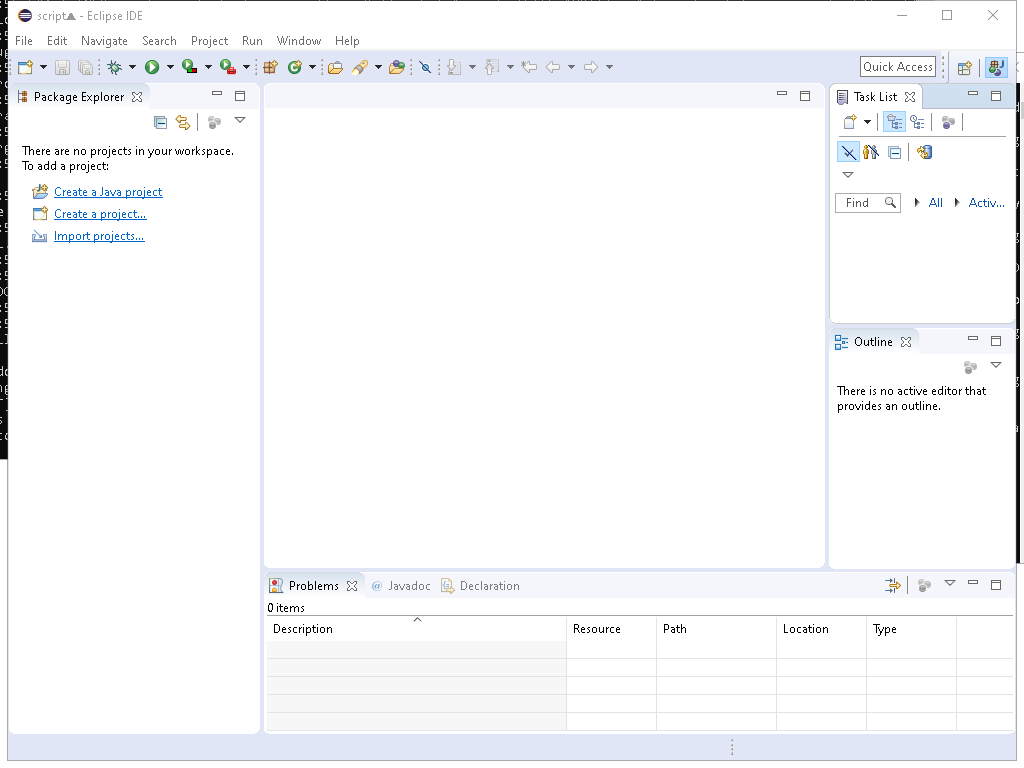 script▲ - Eclipse IDE
File Edit Navigate Search Project Run Window Help
Quick Access
Package Explorer
There are no projects in your workspace.
To add a project:
Create a Java project
Create a project...
Import projects...
Task List
Find All Activ...
Outline
There is no active editor that
provides an outline.
Problems @ Javadoc Declaration
0 items
Description Resource Path Location Type